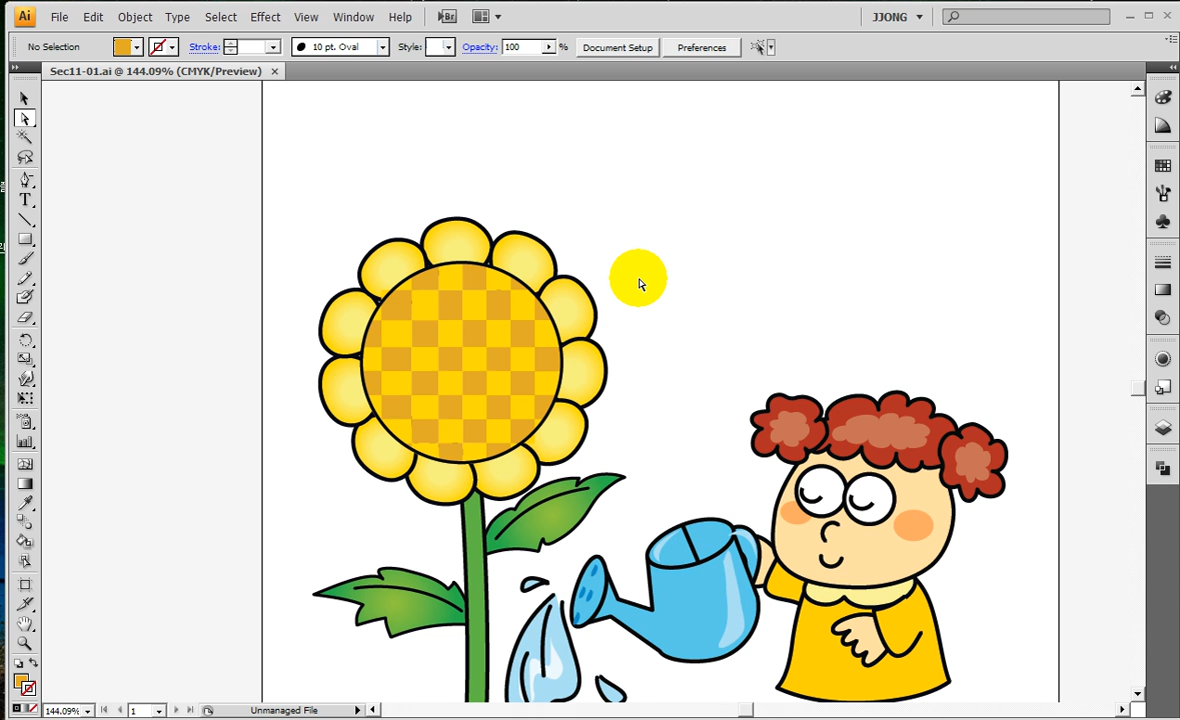 Ai File Edit Object Type Select Effect View Window Help Br JJONG
No Selection Stroke: 10 pt. Oval Style: Opacity: 100 % Document Setup Preferences
Sec11-01.ai @ 144.09% (CMYK/Preview)
T
144.09% 1 Unmanaged File